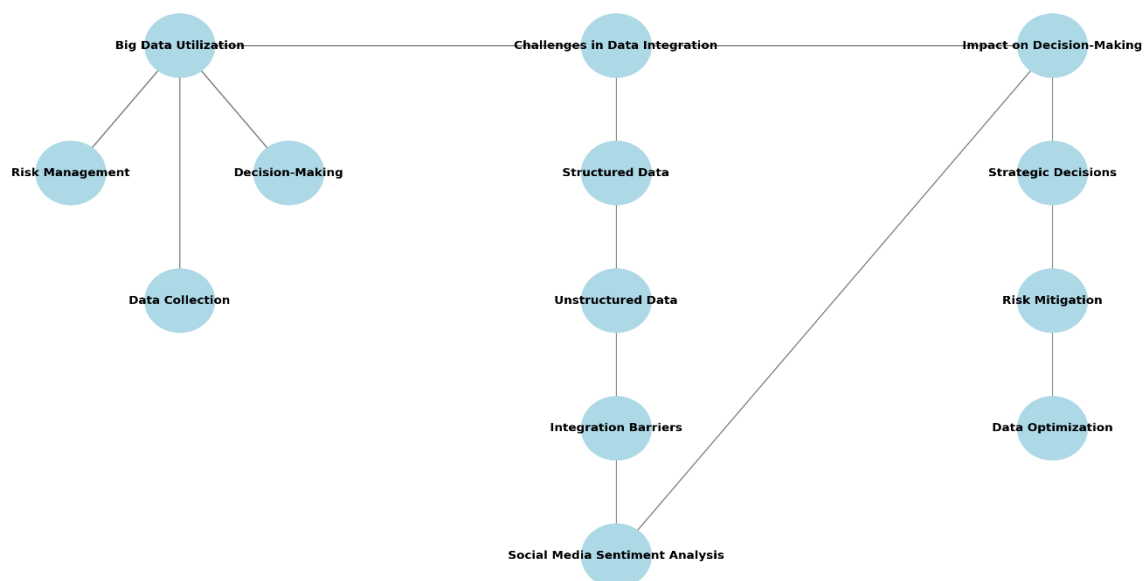 Big Data Utilization
Challenges in Data Integration
Impact on Decision-Making
Risk Management
Decision-Making
Structured Data
Strategic Decisions
Data Collection
Unstructured Data
Risk Mitigation
Integration Barriers
Data Optimization
Social Media Sentiment Analysis